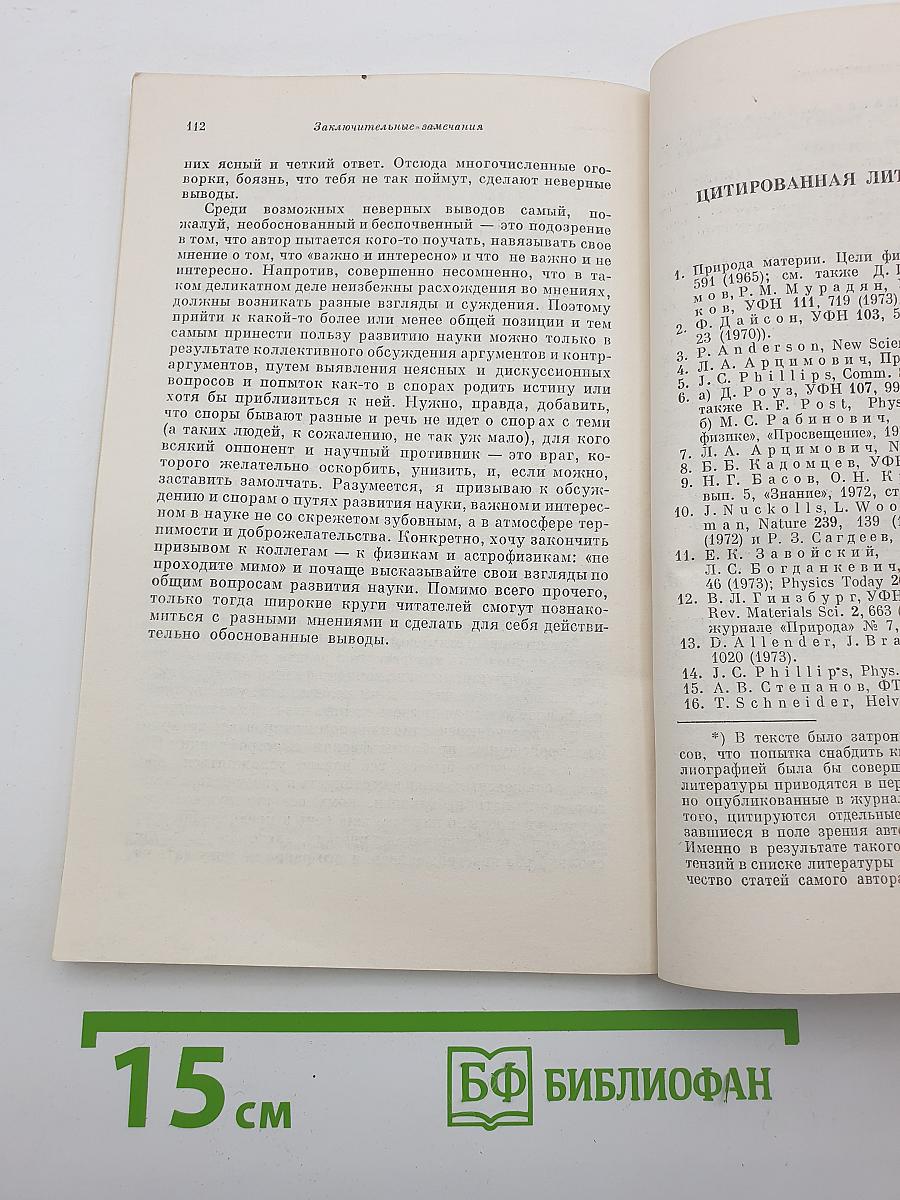 112
Заключительные замечания
них ясный и четкий ответ. Отсюда многочисленные ого-
ворки, боязнь, что тебя не так поймут, сделают неверные
выводы.
Среди возможных неверных выводов самый, по-
жалуй, необоснованный и беспочвенный — это подозрение
в том, что автор пытается кого-то поучать, навязывать свое
мнение о том, что «важно и интересно» и что не важно и не
интересно. Напротив, совершенно несомненно, что в та-
ком деликатном деле неизбежны расхождения во мнениях,
должны возникать разные взгляды и суждения. Поэтому
прийти к какой-то более или менее общей позиции и тем
самым принести пользу развитию науки можно только в
результате коллективного обсуждения аргументов и контр-
аргументов, путем выявления неясных и дискуссионных
вопросов и попыток как-то в спорах родить истину или
хотя бы приблизиться к ней. Нужно, правда, добавить,
что споры бывают разные и речь не идет о спорах с теми
(а таких людей, к сожалению, не так уж мало), для кого
всякий оппонент и научный противник — это враг, ко-
торого желательно оскорбить, унизить, и, если можно,
заставить замолчать. Разумеется, я призываю к обсуж-
дению и спорам о путях развития науки, важном и интерес-
ном в науке не со скрежетом зубовным, а в атмосфере тер-
пимости и доброжелательства. Конкретно, хочу закончить
призывом к коллегам — к физикам и астрофизикам: «не
проходите мимо» и почаще высказывайте свои взгляды по
общим вопросам развития науки. Помимо всего прочего,
только тогда широкие круги читателей смогут познако-
миться с разными мнениями и сделать для себя действи-
тельно обоснованные выводы.
ЦИТИРОВАННАЯ ЛИТ
1. Природа материи. Цели фи
591 (1965); см. также Д.
мов, Р. М. Мурадян,
ков, УФН 111, 719 (1973)
2. Ф. Дайсон, УФН 103, 5
23 (1970)).
3. P. Anderson, New Scien
4. Л. А. Арцимович, Пр
5. J. C. Phillips, Comm.
6. а) Д. Роуз, УФН 107, 99
также R. F. Post, Phys
б) М. С. Рабинович,
физике», «Просвещение», 19
7. Л. А. Арцимович, N
8. Б. Б. Кадомцев, УФН
9. Н. Г. Басов, О. Н. К
вып. 5, «Знание», 1972, ст
10. J. Nuckolls, L. Woo
man, Nature 239, 139 (1
(1972) и Р. З. Сагдеев,
11. Е. К. Завойский,
Л. С. Богданкевич,
46 (1973); Physics Today 2
12. В. Л. Гинзбург, УФН
Rev. Materials Sci. 2, 663 (
журнале «Природа» № 7,
13. D. Allender, J. Bra
1020 (1973).
14. J. C. Phillips, Phys.
15. А. В. Степанов, ФТ
16. T. Schneider, Helv
*) В тексте было затрон
сов, что попытка снабдить к
лиографией была бы соверш
литературы приводятся в пер
но опубликованные в журнал
того, цитируются отдельные
завшиеся в поле зрения авт
Именно в результате такого
тензий в списке литературы
чество статей самого автора
15 см
БФ БИБЛИОФАН